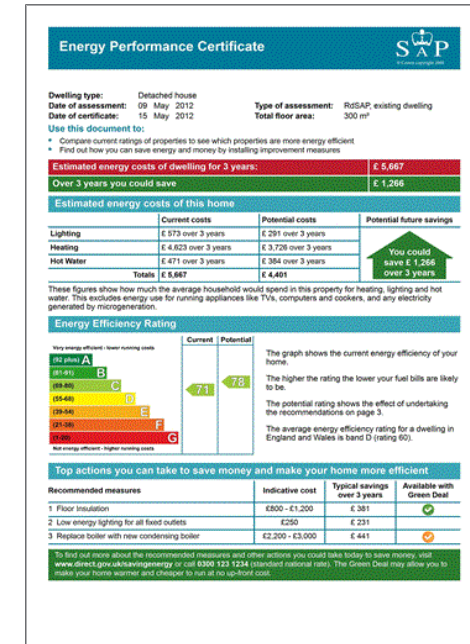 Energy Performance Certificate
SAP
© Crown copyright 2009
Dwelling type: Detached house
Date of assessment: 09 May 2012 Type of assessment: RdSAP, existing dwelling
Date of certificate: 15 May 2012 Total floor area: 300 m²
Use this document to:
• Compare current ratings of properties to see which properties are more energy efficient
• Find out how you can save energy and money by installing improvement measures
Estimated energy costs of dwelling for 3 years: £ 5,667
Over 3 years you could save £ 1,266
Estimated energy costs of this home
Current costs Potential costs Potential future savings
Lighting £ 573 over 3 years £ 291 over 3 years
Heating £ 4,623 over 3 years £ 3,726 over 3 years
Hot Water £ 471 over 3 years £ 384 over 3 years
Totals £ 5,667 £ 4,401
You could
save £ 1,266
over 3 years
These figures show how much the average household would spend in this property for heating, lighting and hot
water. This excludes energy use for running appliances like TVs, computers and cookers, and any electricity
generated by microgeneration.
Energy Efficiency Rating
Current Potential
Very energy efficient - lower running costs
(92 plus) A
(81-91) B
(69-80) C
(55-68) D
(39-54) E
(21-38) F
(1-20) G
71
78
Not energy efficient - higher running costs
The graph shows the current energy efficiency of your
home.
The higher the rating the lower your fuel bills are likely
to be.
The potential rating shows the effect of undertaking
the recommendations on page 3.
The average energy efficiency rating for a dwelling in
England and Wales is band D (rating 60).
Top actions you can take to save money and make your home more efficient
Recommended measures Indicative cost Typical savings over 3 years Available with Green Deal
1 Floor Insulation £800 - £1,200 £ 381
2 Low energy lighting for all fixed outlets £250 £ 231
3 Replace boiler with new condensing boiler £2,200 - £3,000 £ 441
To find out more about the recommended measures and other actions you could take today to save money, visit
www.direct.gov.uk/savingenergy or call 0300 123 1234 (standard national rate). The Green Deal may allow you to
make your home warmer and cheaper to run at no up-front cost.